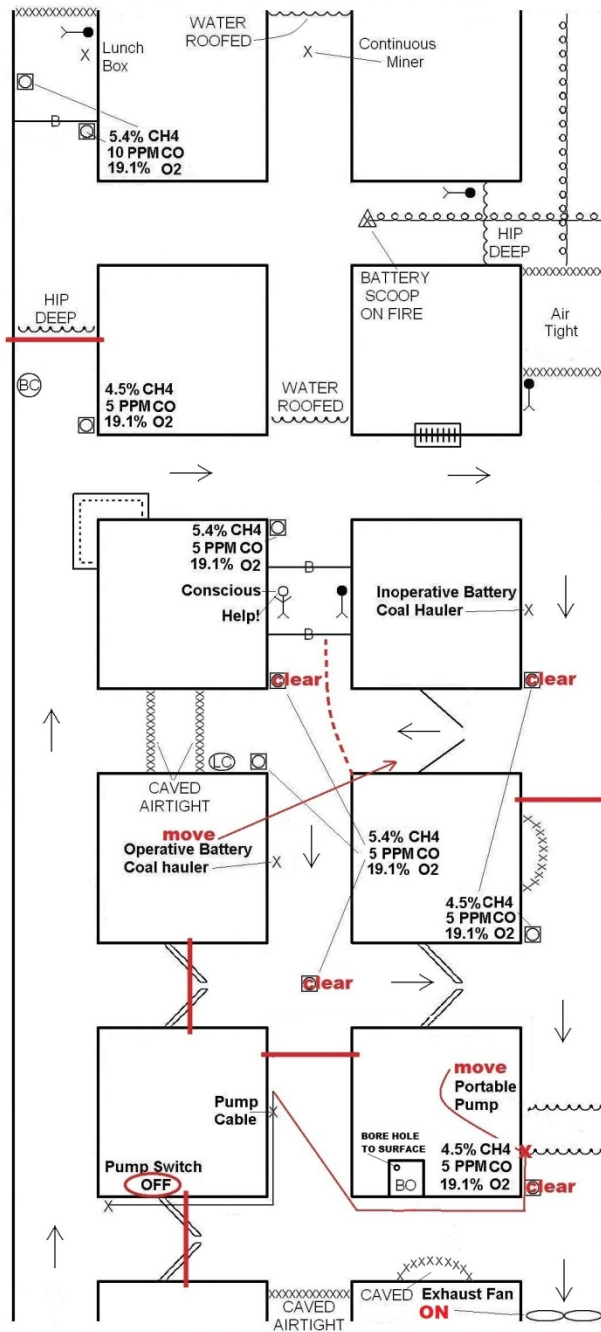 WATER
ROOFED
Lunch
Box
X
X
Continuous
Miner
B
5.4% CH4
10 PPM CO
19.1% O2
HIP
DEEP
BATTERY
SCOOP
ON FIRE
Air
Tight
HIP
DEEP
BC
4.5% CH4
5 PPM CO
19.1% O2
WATER
ROOFED
5.4% CH4
5 PPM CO
19.1% O2
B
Conscious
Help!
Inoperative Battery
Coal Hauler
X
B
clear
clear
LC
CAVED
AIRTIGHT
move
Operative Battery
Coal hauler
X
5.4% CH4
5 PPM CO
19.1% O2
4.5% CH4
5 PPM CO
19.1% O2
clear
move
Portable
Pump
Pump
Cable
X
BORE HOLE
TO SURFACE
BO
4.5% CH4
5 PPM CO
19.1% O2
X
clear
Pump Switch
OFF
X
CAVED
AIRTIGHT
CAVED
Exhaust Fan
ON